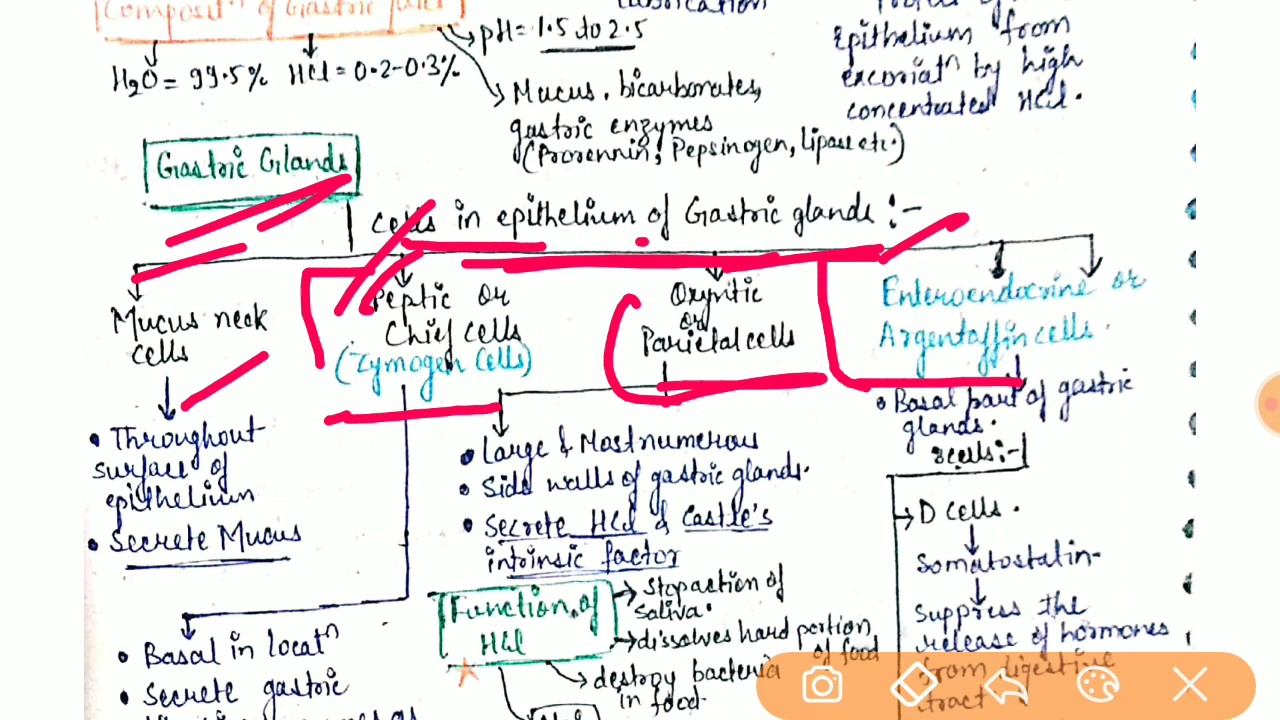 Compositⁿ of Gastric Juice
H₂O = 99.5% HCl = 0.2-0.3%
pH = 1.5 to 2.5
Mucus, bicarbonates,
gastric enzymes
(Prorennin, Pepsinogen, lipase etc.)
Epithelium from
excoriatⁿ by high
concentrated HCl.
Gastric Glands
Cells in epithelium of Gastric glands :-
Mucus neck
cells
• Throughout
surface of
epithelium
• Secrete Mucus
Peptic or
Chief cells
(Zymogen Cells)
• Basal in locatⁿ
• Secrete gastric
Oxyntic
or
Parietal cells
• Large & Most numerous
• Side walls of gastric glands.
• Secrete HCl & Castle's
intrinsic factor
Function of
HCl
Stop action of
saliva.
dissolves hard portion
of food
destroy bacteria
in food.
Enteroendocrine or
Argentaffin cells.
• Basal part of gastric
glands.
cells :-
D cells.
Somatostatin-
Suppress the
release of hormones
from digestive
tract